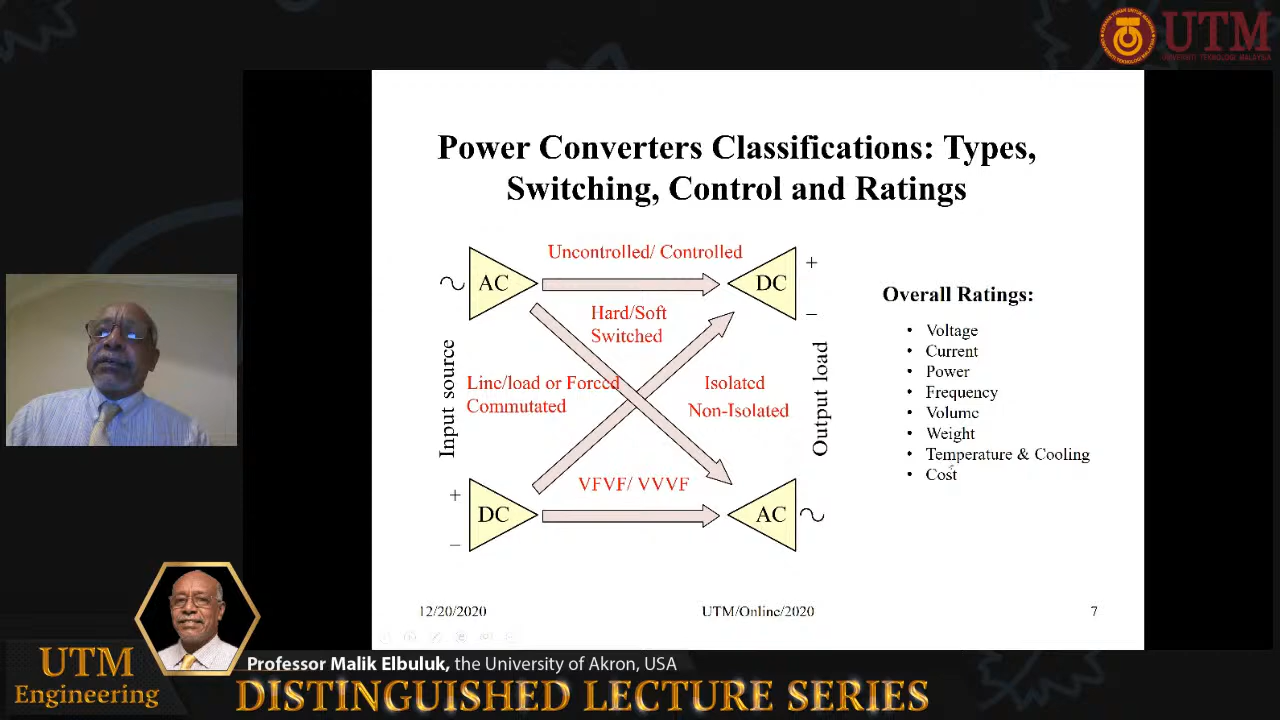 UTM
UNIVERSITI TEKNOLOGI MALAYSIA
Power Converters Classifications: Types,
Switching, Control and Ratings
Uncontrolled/ Controlled
AC
DC
+
−
Hard/Soft
Switched
Overall Ratings:
• Voltage
• Current
• Power
• Frequency
• Volume
• Weight
• Temperature & Cooling
• Cost
Input source
Line/load or Forced
Commutated
Isolated
Non-Isolated
Output load
VFVF/ VVVF
+
−
DC
AC
12/20/2020
UTM/Online/2020
7
UTM
Engineering
Professor Malik Elbuluk, the University of Akron, USA
DISTINGUISHED LECTURE SERIES